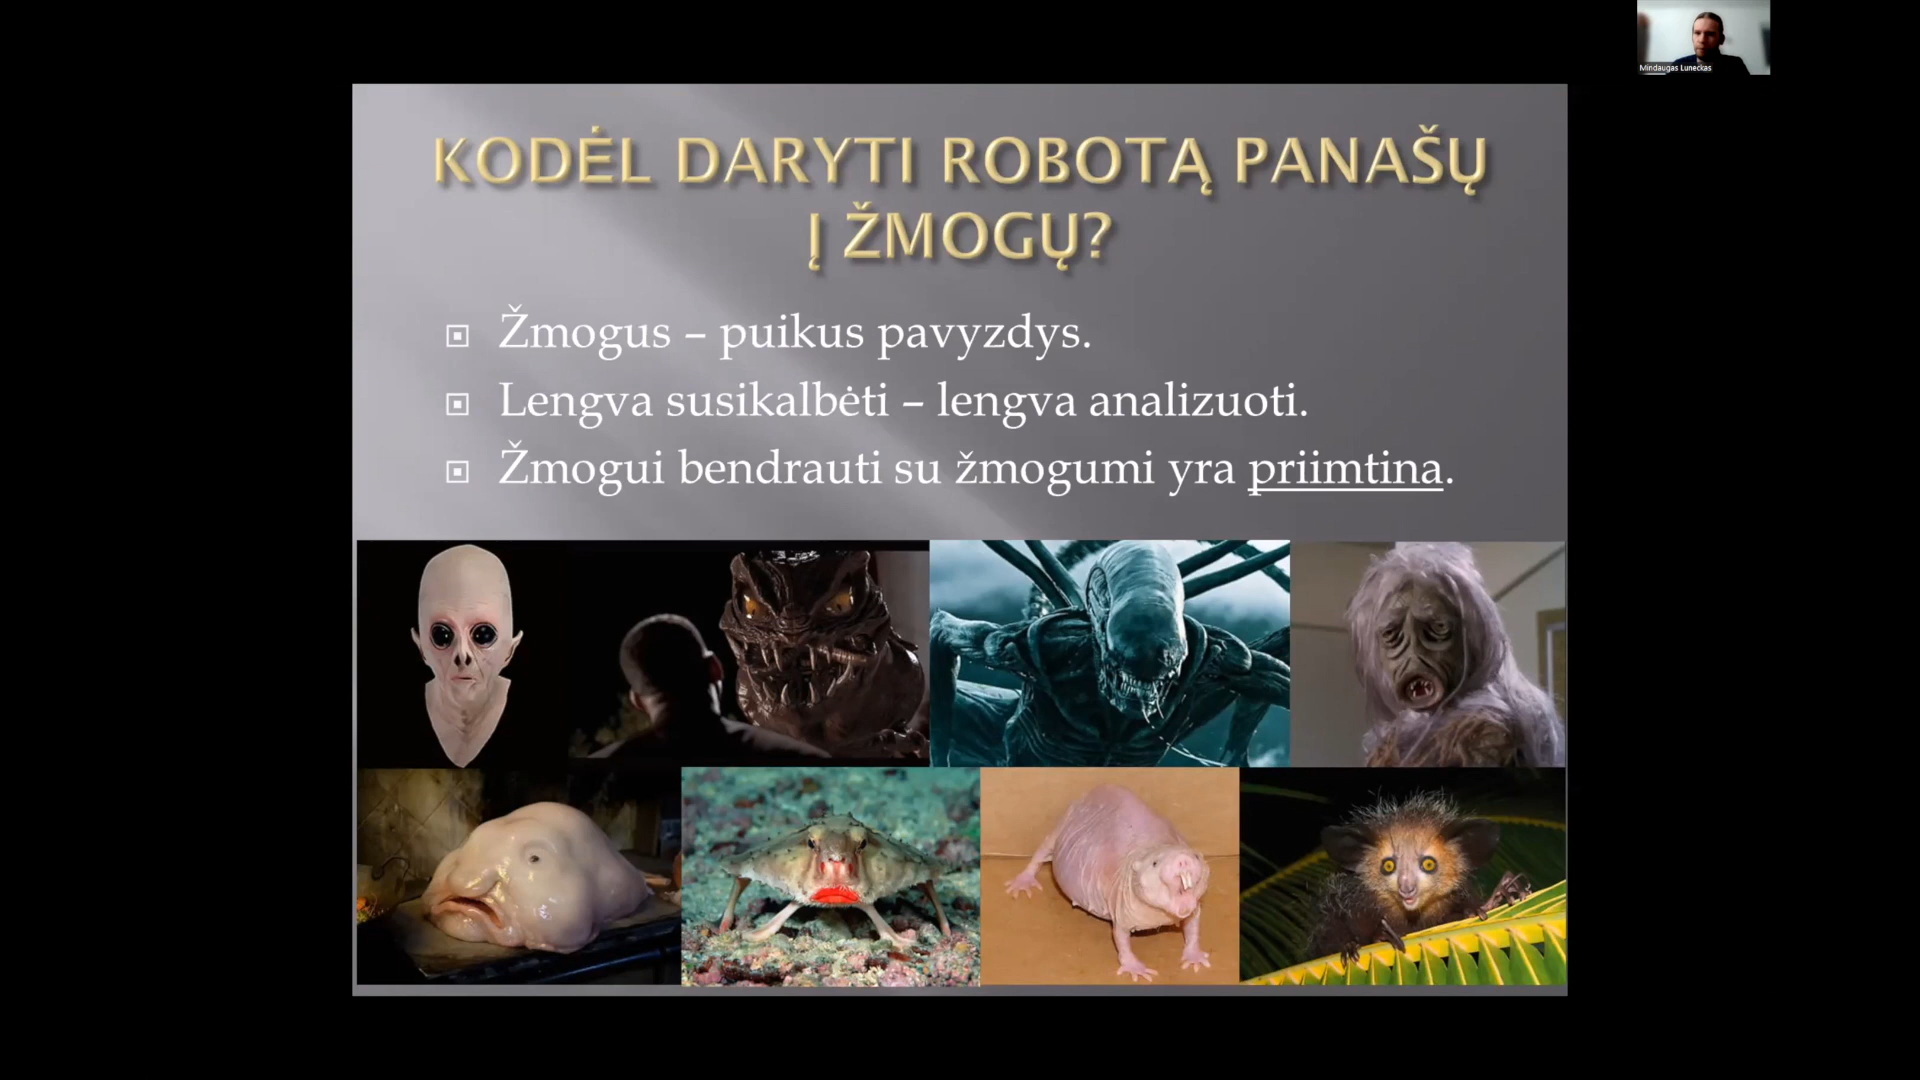 Mindaugas Luneckas
KODĖL DARYTI ROBOTĄ PANAŠŲ
Į ŽMOGŲ?
Žmogus – puikus pavyzdys.
Lengva susikalbėti – lengva analizuoti.
Žmogui bendrauti su žmogumi yra priimtina.